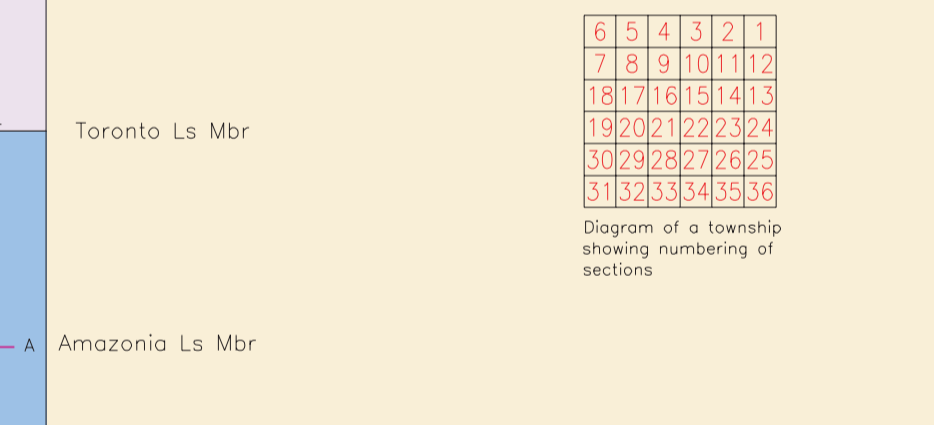 6 5 4 3 2 1
7 8 9 10 11 12
18 17 16 15 14 13
19 20 21 22 23 24
30 29 28 27 26 25
31 32 33 34 35 36
Diagram of a township
showing numbering of
sections
Toronto Ls Mbr
A Amazonia Ls Mbr